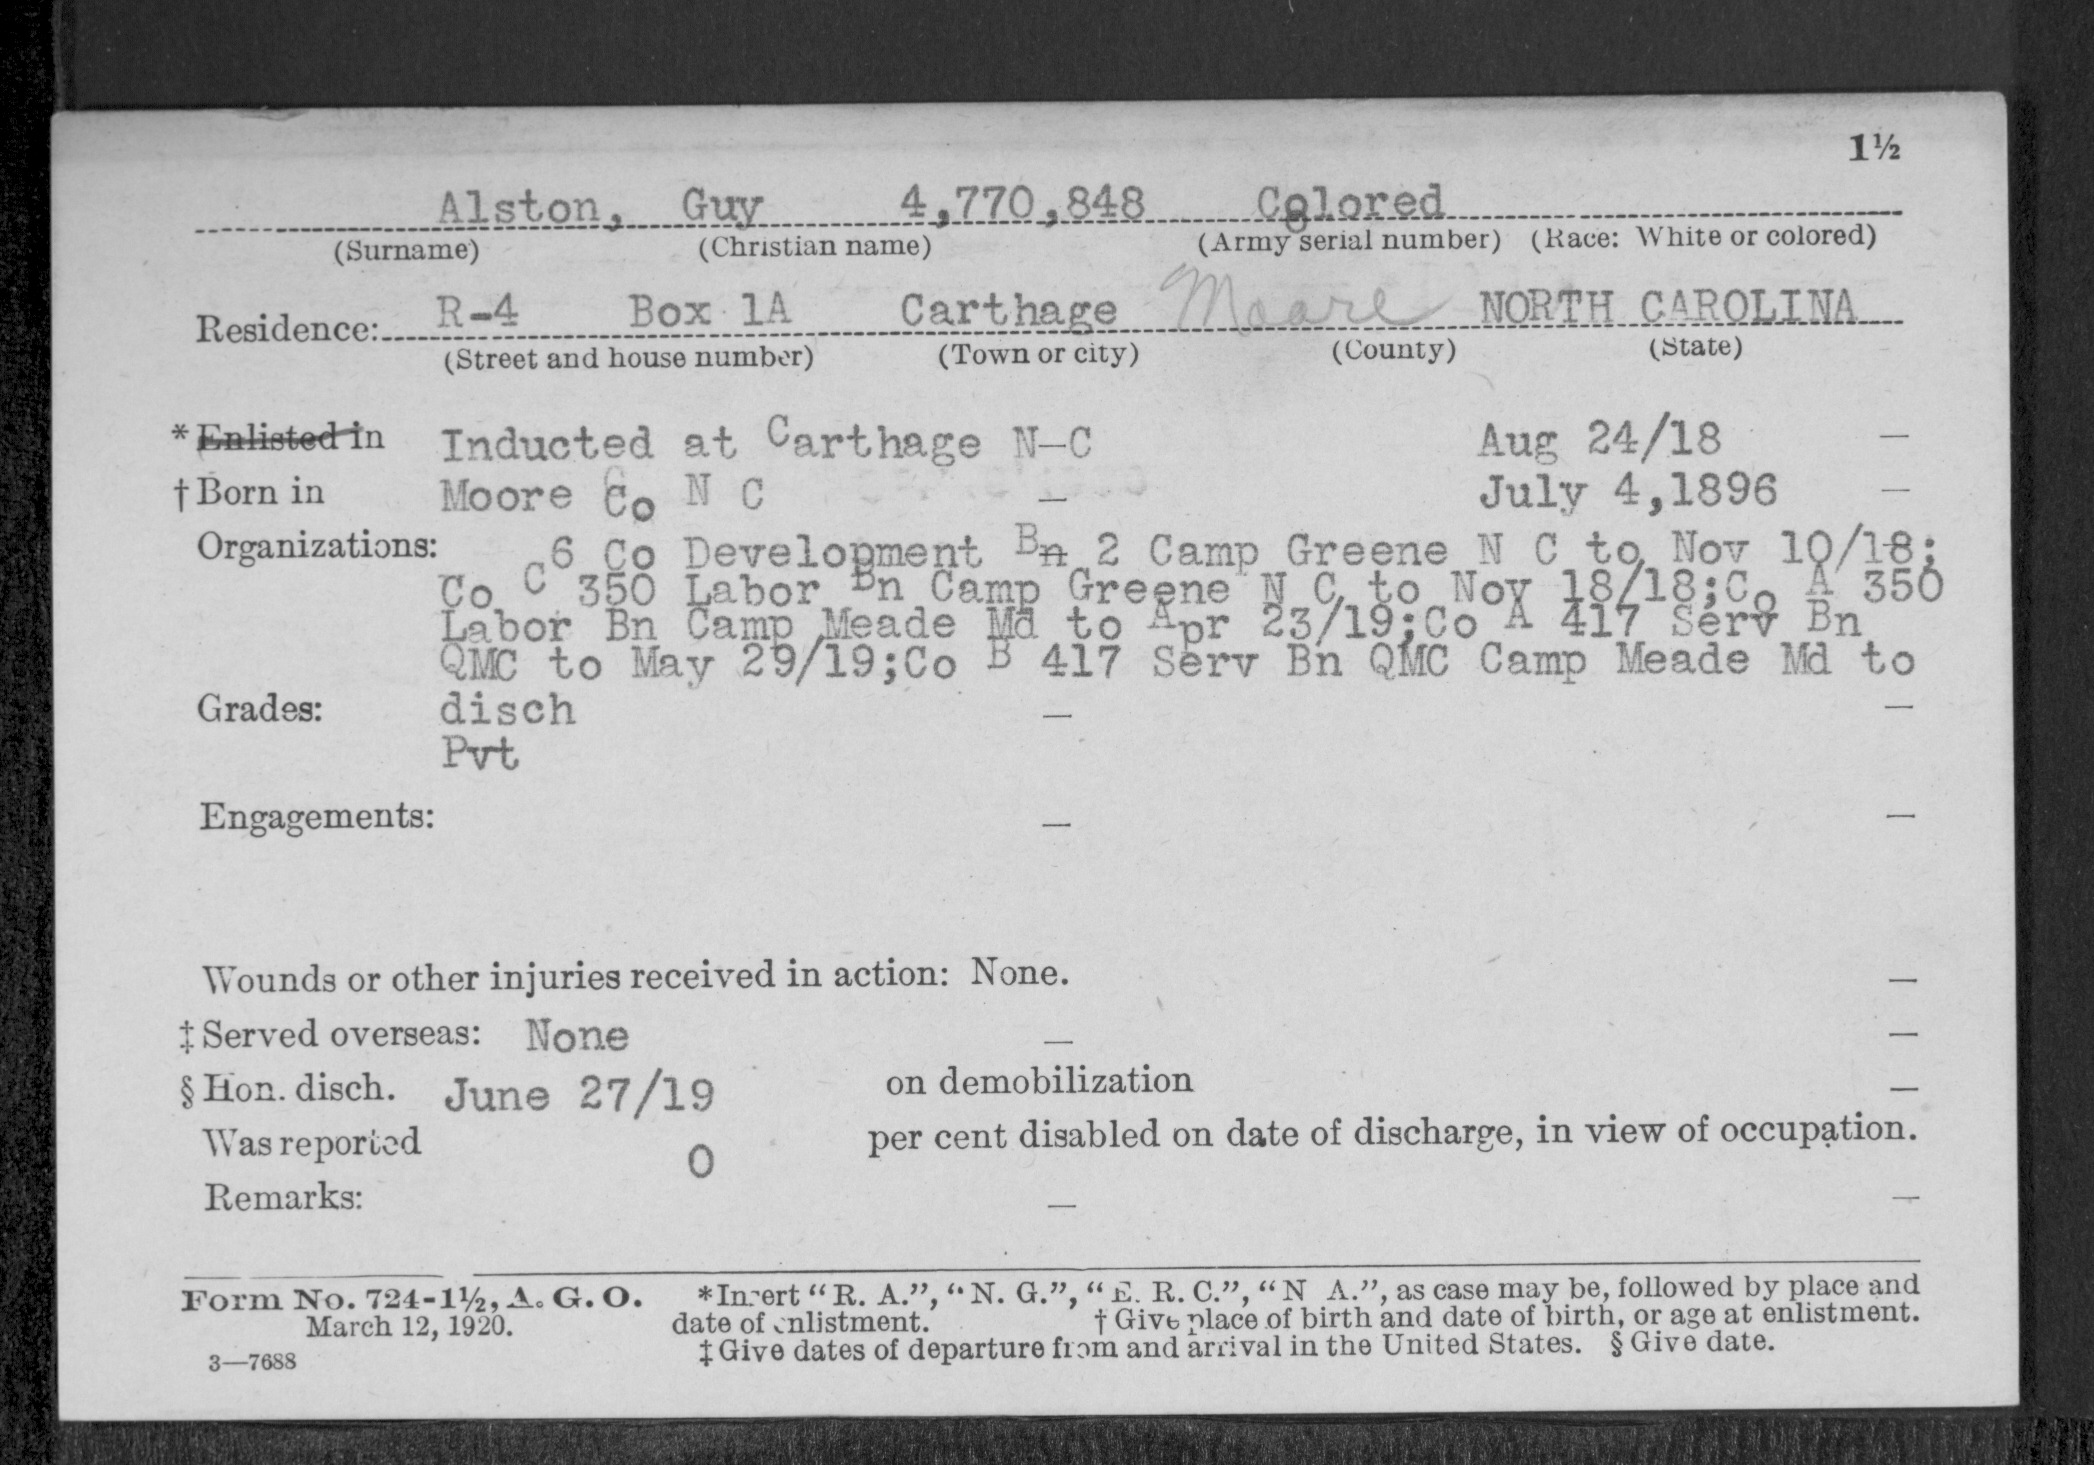 1½
Alston, Guy 4,770,848 Colored
(Surname) (Christian name) (Army serial number) (Race: White or colored)
Residence: R-4 Box 1A Carthage Moore NORTH CAROLINA
(Street and house number) (Town or city) (County) (State)
* Enlisted in Inducted at Carthage N-C Aug 24/18 —
† Born in Moore Co N C — July 4,1896 —
Organizations: 6 Co Development Bn 2 Camp Greene N C to Nov 10/18;
Co C 350 Labor Bn Camp Greene N C to Nov 18/18;Co A 350
Labor Bn Camp Meade Md to Apr 23/19;Co A 417 Serv Bn
QMC to May 29/19;Co B 417 Serv Bn QMC Camp Meade Md to
Grades: disch — —
Pvt
Engagements: — —
Wounds or other injuries received in action: None. —
‡ Served overseas: None — —
§ Hon. disch. June 27/19 on demobilization —
Was reported 0 per cent disabled on date of discharge, in view of occupation.
Remarks: — —
Form No. 724-1½, A. G. O. *Insert "R. A.", "N. G.", "E. R. C.", "N A.", as case may be, followed by place and
March 12, 1920. date of enlistment. † Give place of birth and date of birth, or age at enlistment.
3—7688 ‡ Give dates of departure from and arrival in the United States. § Give date.